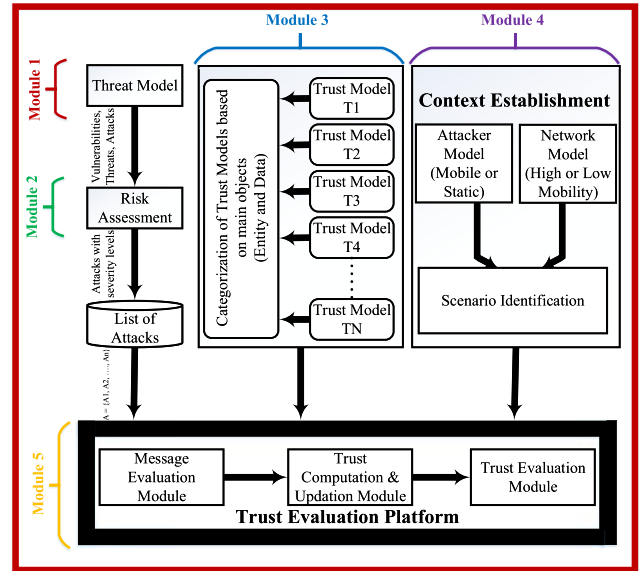 Module 3
Module 4
Module 1
Threat Model
Vulnerabilities,
Threats, Attacks
Module 2
Risk
Assessment
Attacks with
severity levels
List of
Attacks
A = {A1, A2, …., An}
Categorization of Trust Models based
on main objects
(Entity and Data)
Trust Model
T1
Trust Model
T2
Trust Model
T3
Trust Model
T4
Trust Model
TN
Context Establishment
Attacker
Model
(Mobile or
Static)
Network
Model
(High or Low
Mobility)
Scenario Identification
Module 5
Message
Evaluation
Module
Trust
Computation &
Updation Module
Trust Evaluation
Module
Trust Evaluation Platform